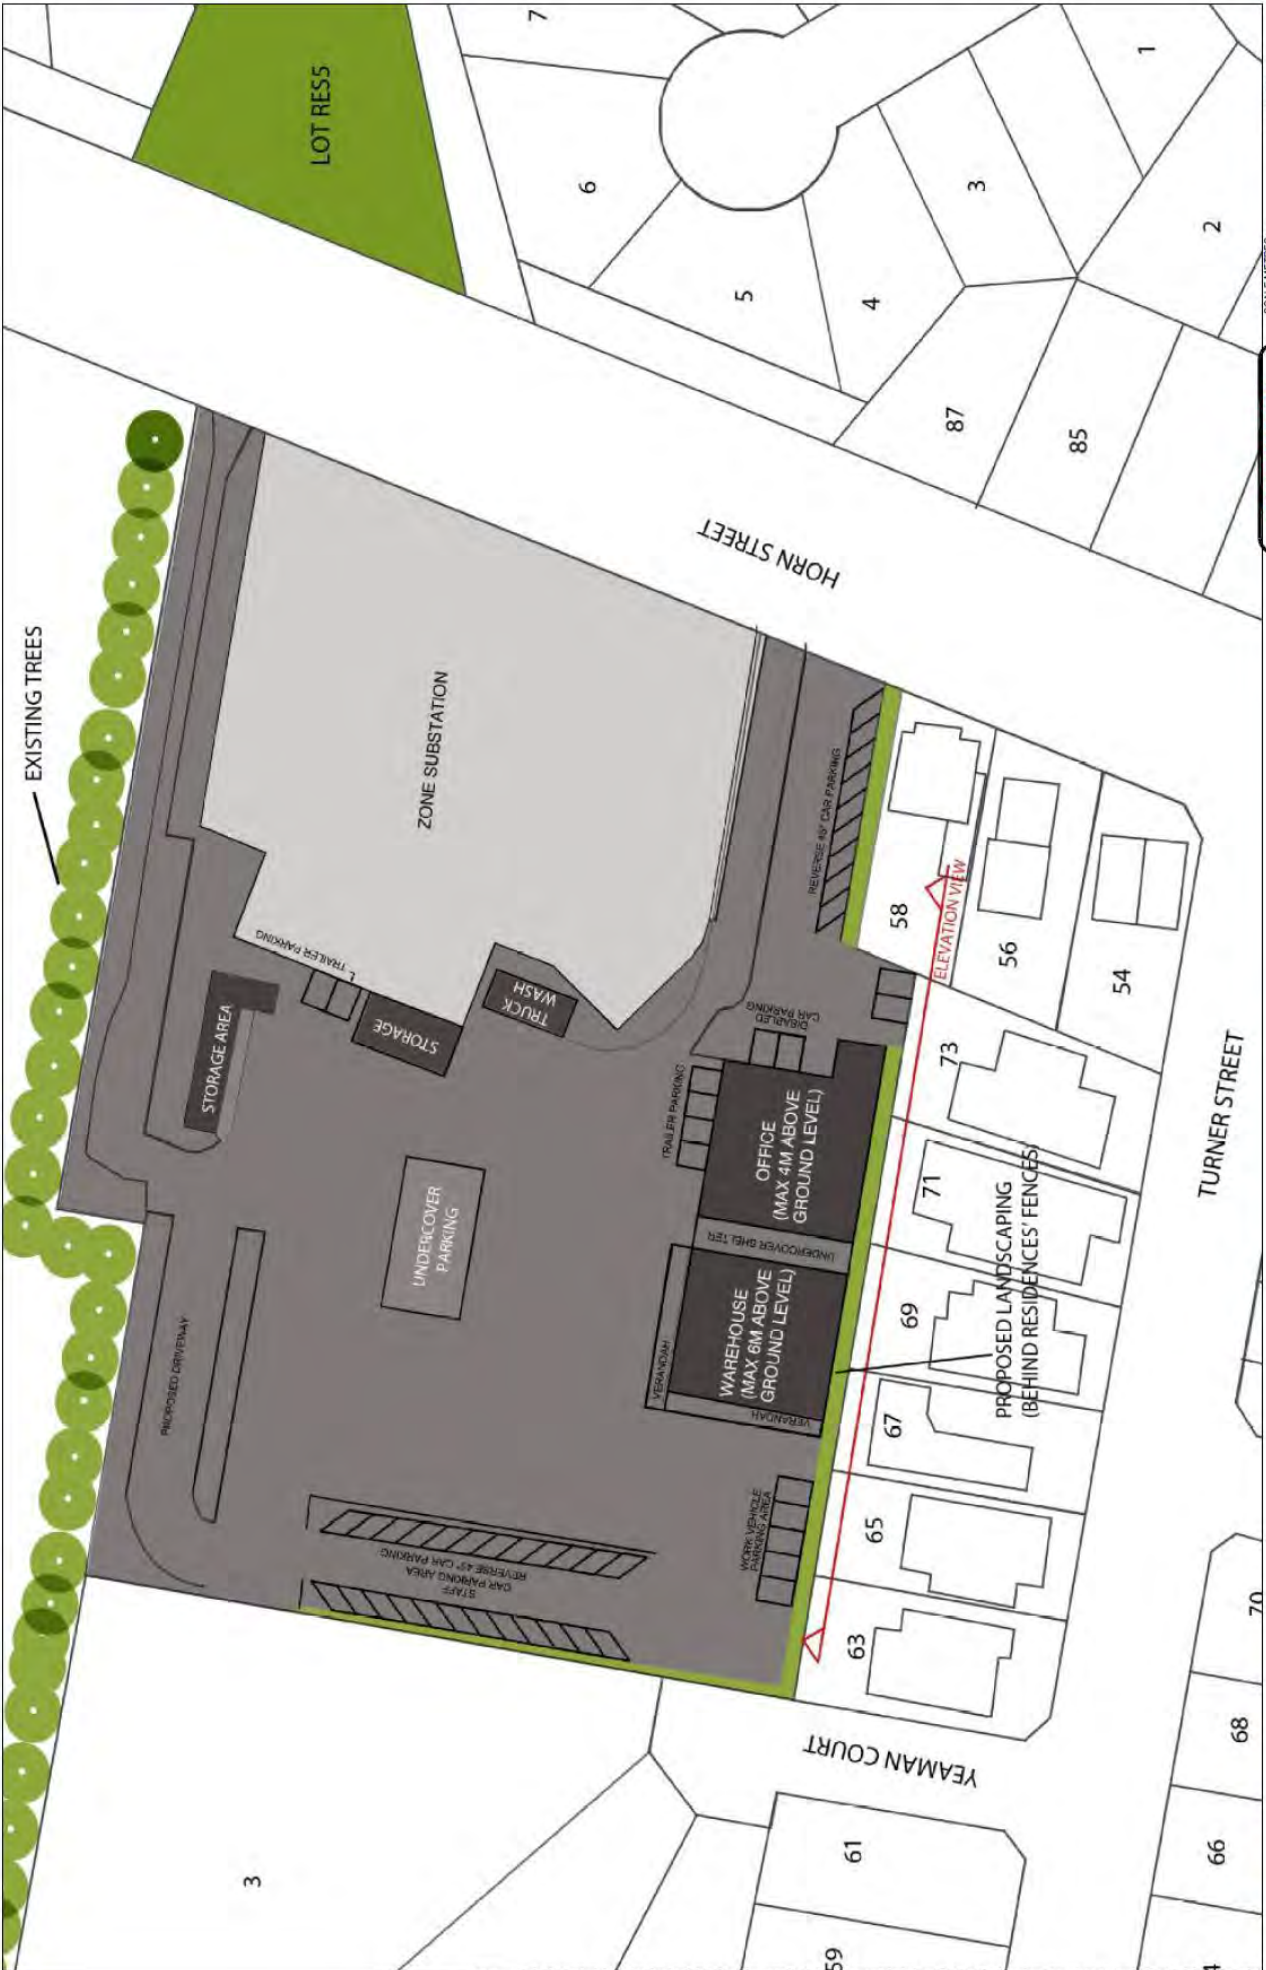 EXISTING TREES
LOT RES5
7
6
5
4
3
1
2
87
85
HORN STREET
ZONE SUBSTATION
REVERSE 45° CAR PARKING
TRAILER PARKING
STORAGE AREA
STORAGE
TRUCK
WASH
DISABLED
CAR PARKING
TRAILER PARKING
OFFICE
(MAX 4M ABOVE
GROUND LEVEL)
UNDERCOVER SHELTER
WAREHOUSE
(MAX 6M ABOVE
GROUND LEVEL)
VERANDAH
VERANDAH
UNDERCOVER
PARKING
PROPOSED DRIVEWAY
REVERSE 45° CAR PARKING
CAR PARKING AREA
STAFF
WORK VEHICLE
PARKING AREA
ELEVATION VIEW
58
56
54
73
71
69
67
65
63
PROPOSED LANDSCAPING
(BEHIND RESIDENCES' FENCES)
TURNER STREET
YEAMAN COURT
3
61
59
70
68
66